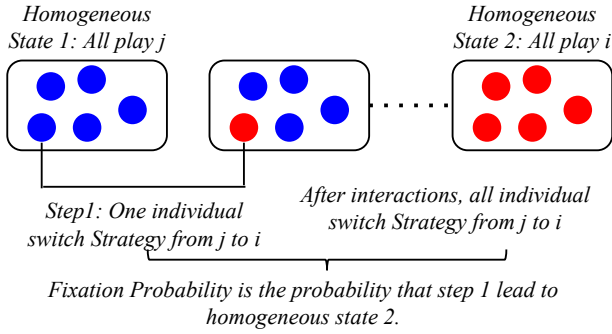 Homogeneous
State 1: All play j
Homogeneous
State 2: All play i
Step1: One individual
switch Strategy from j to i
After interactions, all individual
switch Strategy from j to i
Fixation Probability is the probability that step 1 lead to
homogeneous state 2.